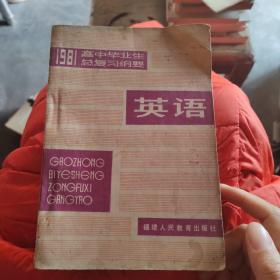 1981
高中毕业生
总复习纲要
英语
GAOZHONG
BIYESHENG
ZONGFUXI
GANGYAO
福建人民教育出版社